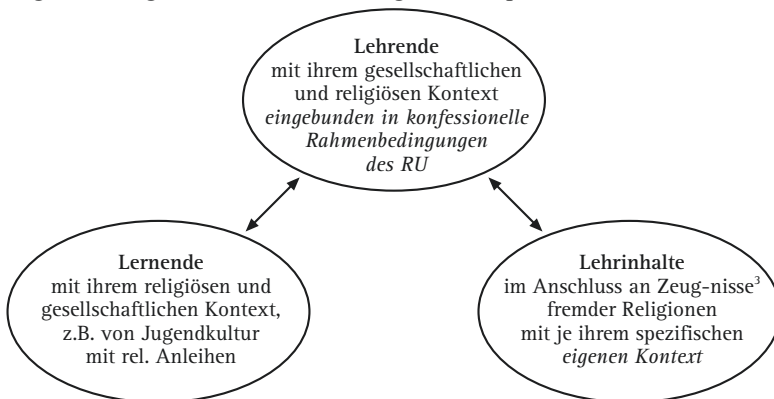 Lehrende
mit ihrem gesellschaftlichen
und religiösen Kontext
eingebunden in konfessionelle
Rahmenbedingungen
des RU
Lernende
mit ihrem religiösen und
gesellschaftlichen Kontext,
z.B. von Jugendkultur
mit rel. Anleihen
Lehrinhalte
im Anschluss an Zeug-nisse³
fremder Religionen
mit je ihrem spezifischen
eigenen Kontext